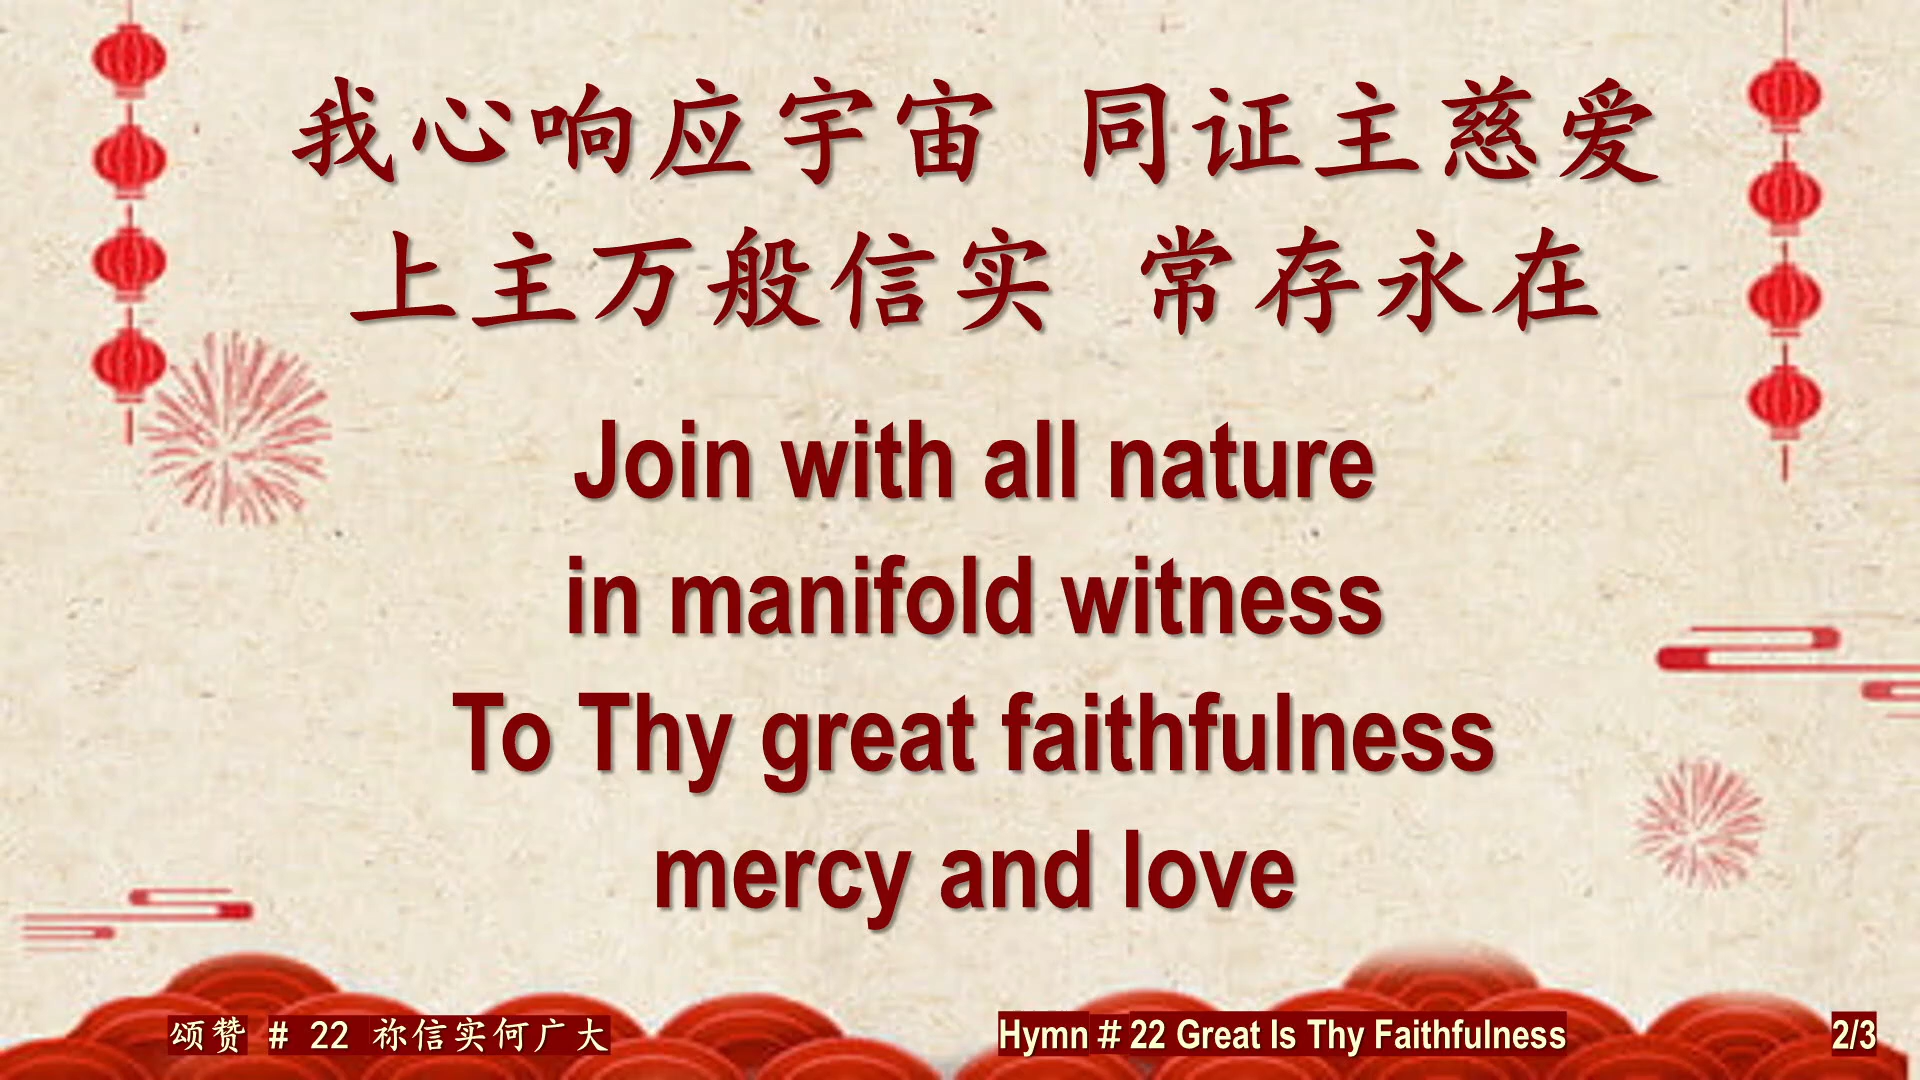 我心响应宇宙 同证主慈爱
上主万般信实 常存永在
Join with all nature
in manifold witness
To Thy great faithfulness
mercy and love
颂赞 # 22 祢信实何广大
Hymn # 22 Great Is Thy Faithfulness
2/3